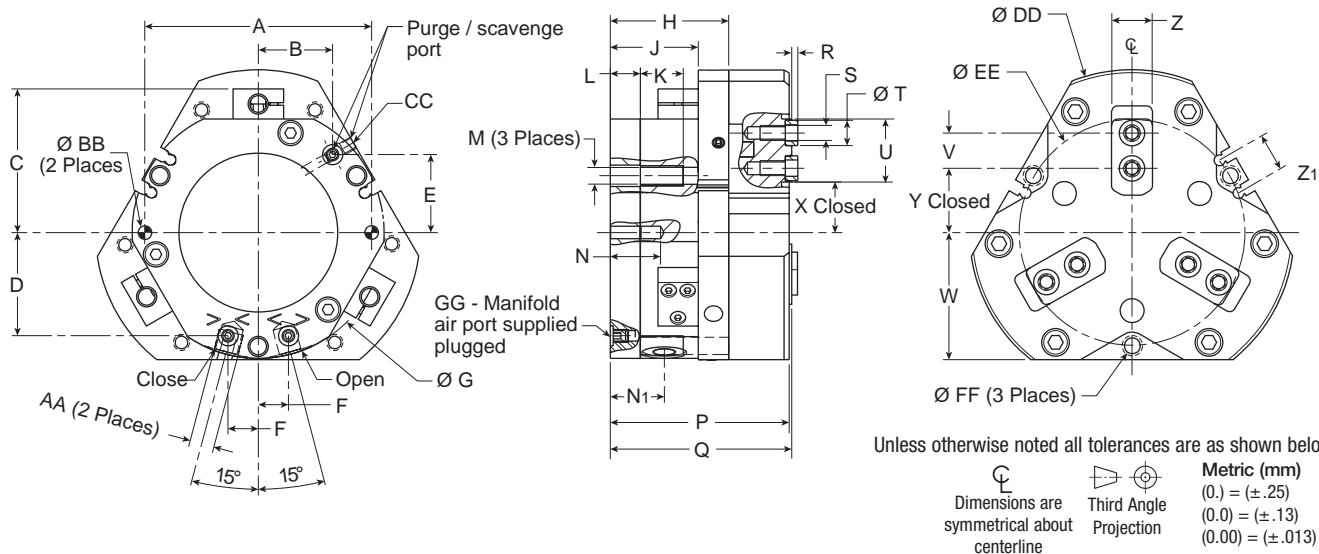 A
B
Purge / scavenge
port
CC
C
Ø BB
(2 Places
E
D
Close
Open
Ø G
AA (2 Places)
F
F
15°
15°
H
J
L
K
R
S
Ø T
M (3 Places)
U
X Closed
N
GG - Manifold
air port supplied
plugged
N1
P
Q
Ø DD
Z
℄
Ø EE
V
Z1
Y Closed
W
Ø FF (3 Places)
Unless otherwise noted all tolerances are as shown belo
℄
Dimensions are
symmetrical about
centerline
Third Angle
Projection
Metric (mm)
(0.) = (± .25)
(0.0) = (± .13)
(0.00) = (± .013)